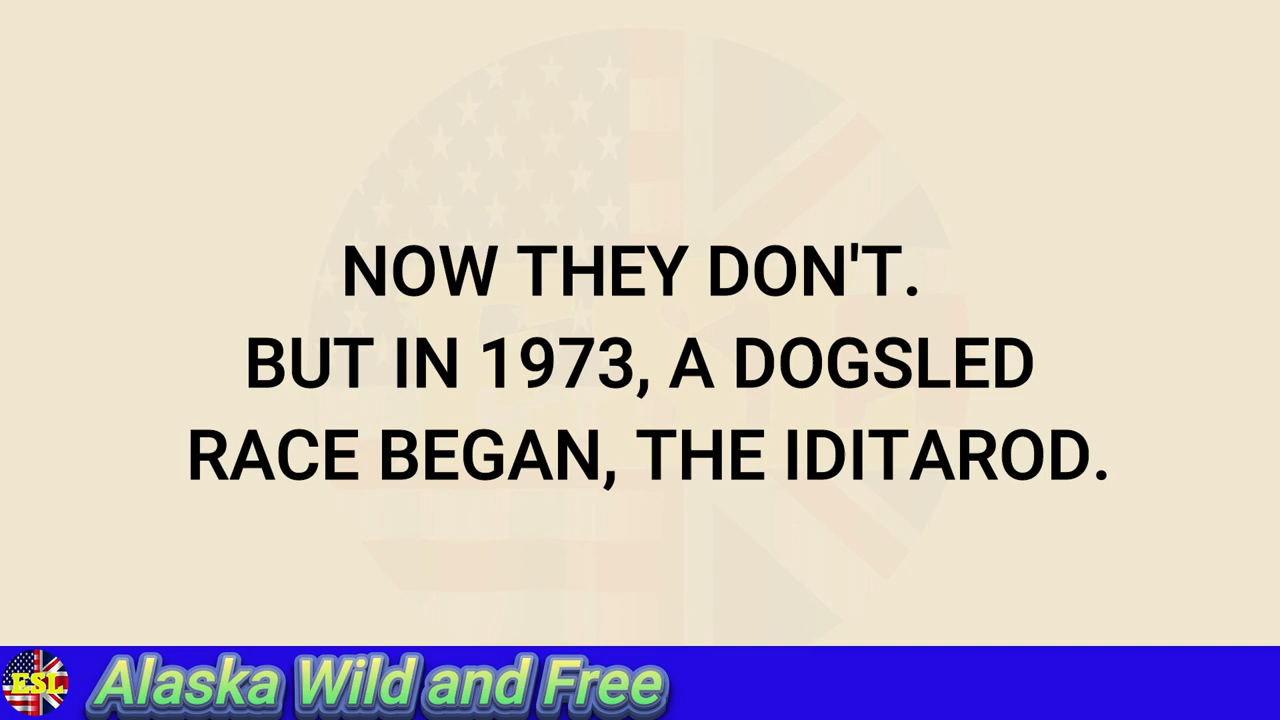 NOW THEY DON'T.
BUT IN 1973, A DOGSLED
RACE BEGAN, THE IDITAROD.
ESL
Alaska Wild and Free